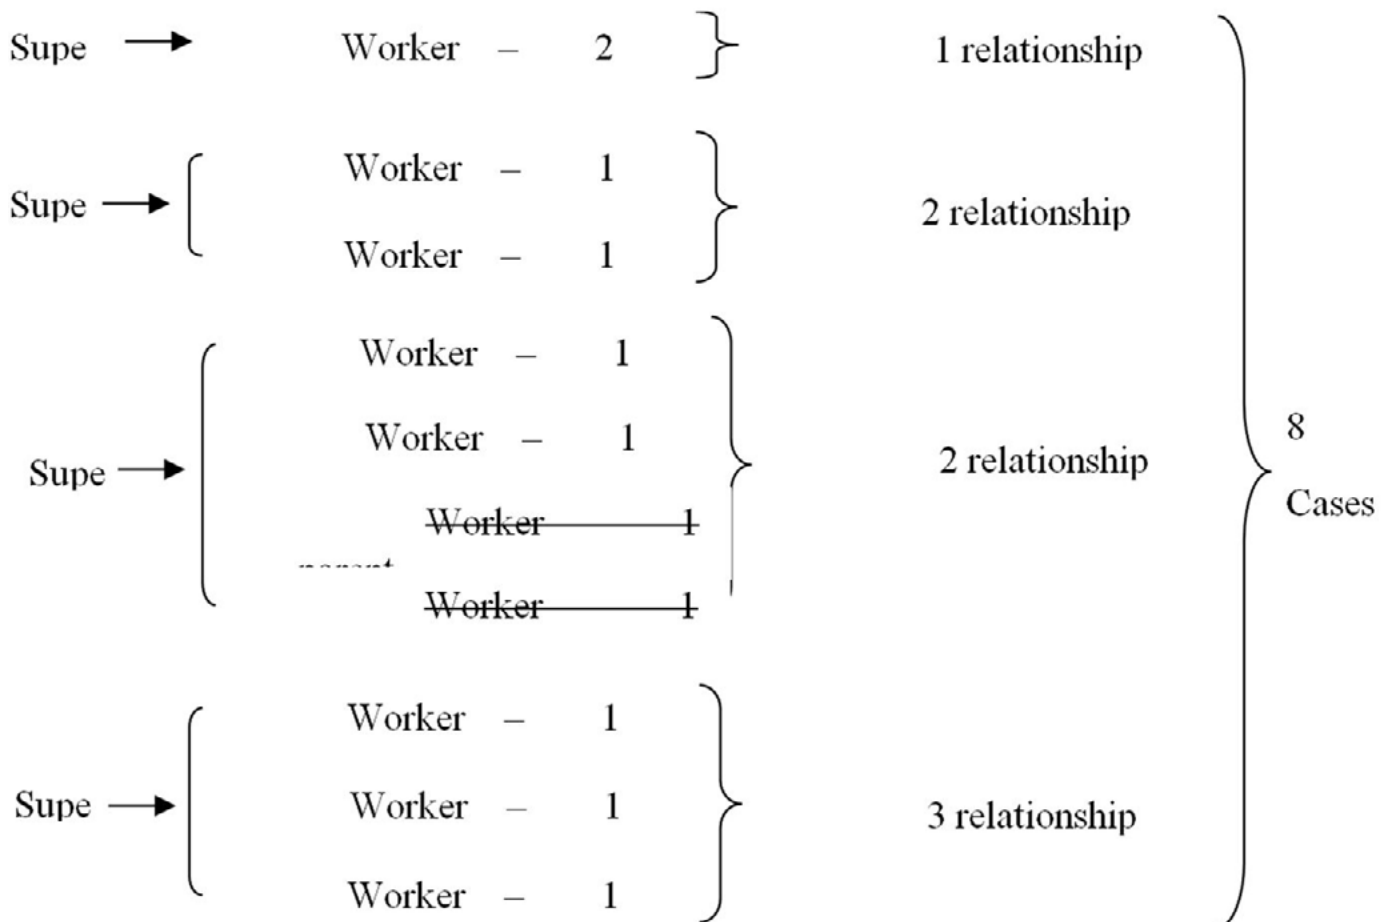 Supe Worker – 2 1 relationship
Worker – 1
Supe 2 relationship
Worker – 1
Worker – 1
Worker – 1
8
Supe 2 relationship
Cases
Worker 1
Worker 1
Worker – 1
Supe Worker – 1 3 relationship
Worker – 1